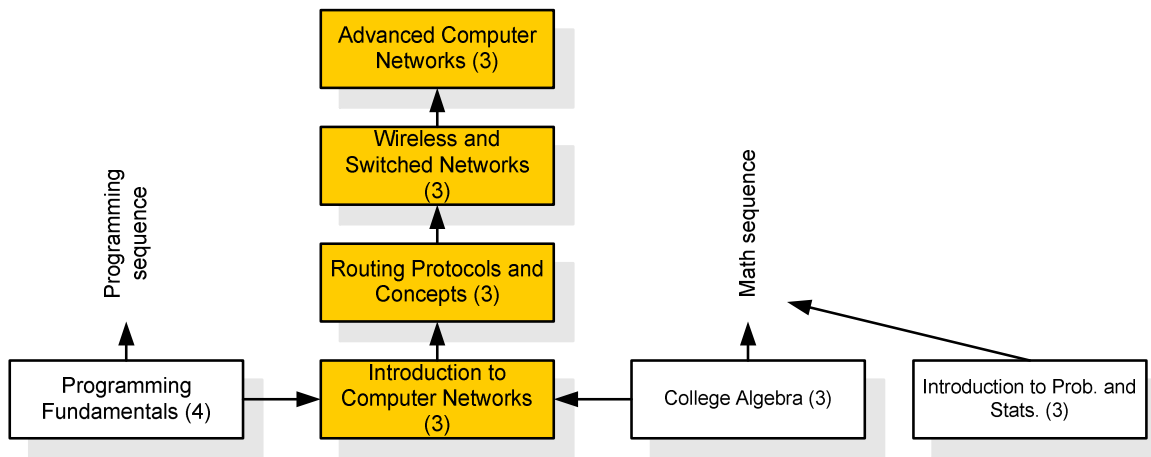 Advanced Computer
Networks (3)
Wireless and
Switched Networks
(3)
Programming
sequence
Math sequence
Routing Protocols and
Concepts (3)
Programming
Fundamentals (4)
Introduction to
Computer Networks
(3)
College Algebra (3)
Introduction to Prob. and
Stats. (3)